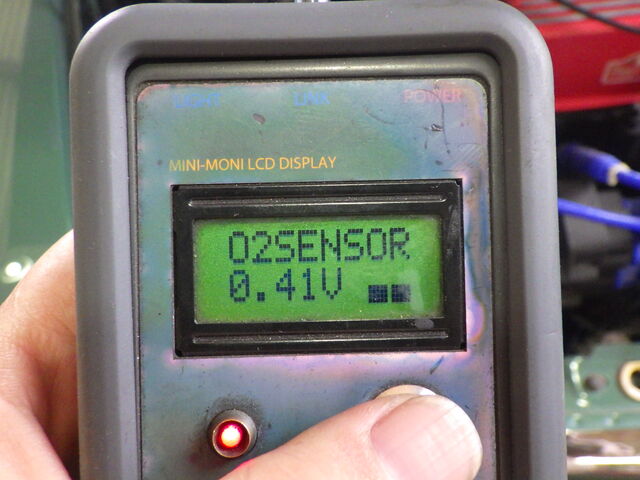 LIGHT LINK POWER
MINI-MONI LCD DISPLAY
O2SENSOR
0.41V